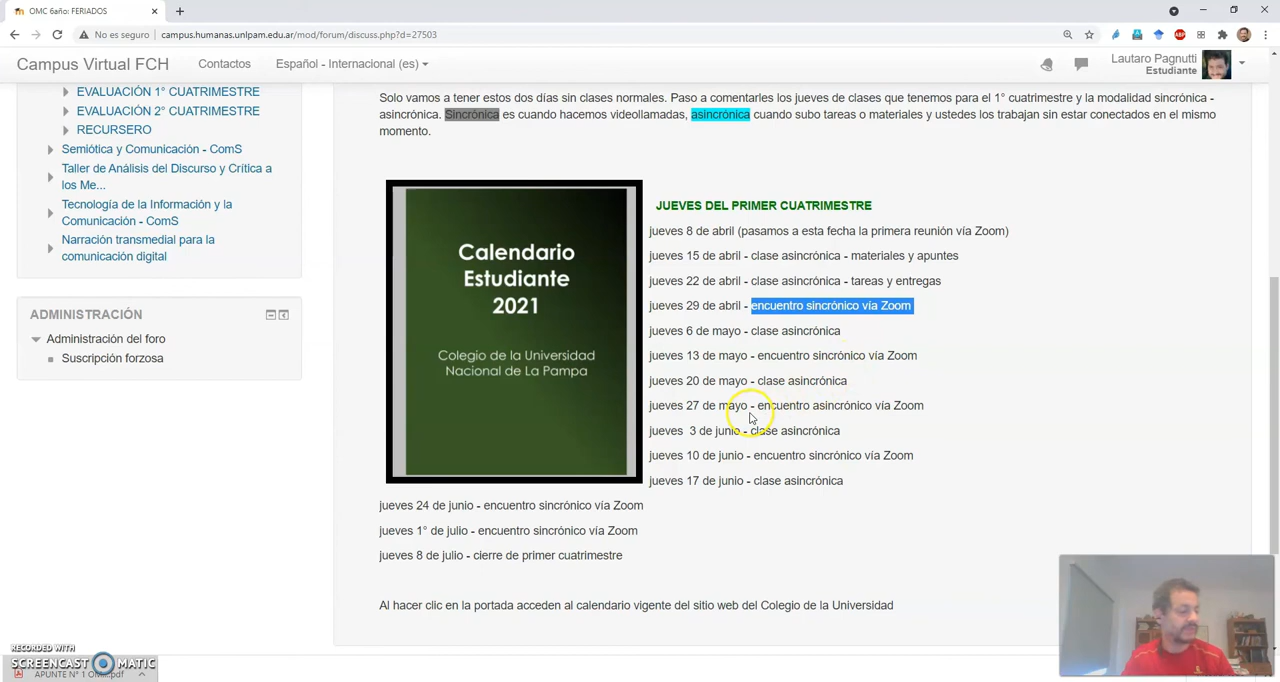 OMC 6año: FERIADOS
No es seguro | campus.humanas.unlpam.edu.ar/mod/forum/discuss.php?d=27503
Campus Virtual FCH
Contactos
Español - Internacional (es)
Lautaro Pagnutti
Estudiante
EVALUACIÓN 1° CUATRIMESTRE
EVALUACIÓN 2° CUATRIMESTRE
RECURSERO
Semiótica y Comunicación - ComS
Taller de Análisis del Discurso y Crítica a
los Me...
Tecnología de la Información y la
Comunicación - ComS
Narración transmedial para la
comunicación digital
ADMINISTRACIÓN
Administración del foro
Suscripción forzosa
Solo vamos a tener estos dos días sin clases normales. Paso a comentarles los jueves de clases que tenemos para el 1° cuatrimestre y la modalidad sincrónica -
asincrónica. Sincrónica es cuando hacemos videollamadas, asincrónica cuando subo tareas o materiales y ustedes los trabajan sin estar conectados en el mismo
momento.
Calendario
Estudiante
2021
Colegio de la Universidad
Nacional de La Pampa
JUEVES DEL PRIMER CUATRIMESTRE
jueves 8 de abril (pasamos a esta fecha la primera reunión vía Zoom)
jueves 15 de abril - clase asincrónica - materiales y apuntes
jueves 22 de abril - clase asincrónica - tareas y entregas
jueves 29 de abril - encuentro sincrónico vía Zoom
jueves 6 de mayo - clase asincrónica
jueves 13 de mayo - encuentro sincrónico vía Zoom
jueves 20 de mayo - clase asincrónica
jueves 27 de mayo - encuentro asincrónico vía Zoom
jueves 3 de junio - clase asincrónica
jueves 10 de junio - encuentro sincrónico vía Zoom
jueves 17 de junio - clase asincrónica
jueves 24 de junio - encuentro sincrónico vía Zoom
jueves 1° de julio - encuentro sincrónico vía Zoom
jueves 8 de julio - cierre de primer cuatrimestre
Al hacer clic en la portada acceden al calendario vigente del sitio web del Colegio de la Universidad
RECORDED WITH
SCREENCAST MATIC
APUNTE N° 1 OMC.pdf